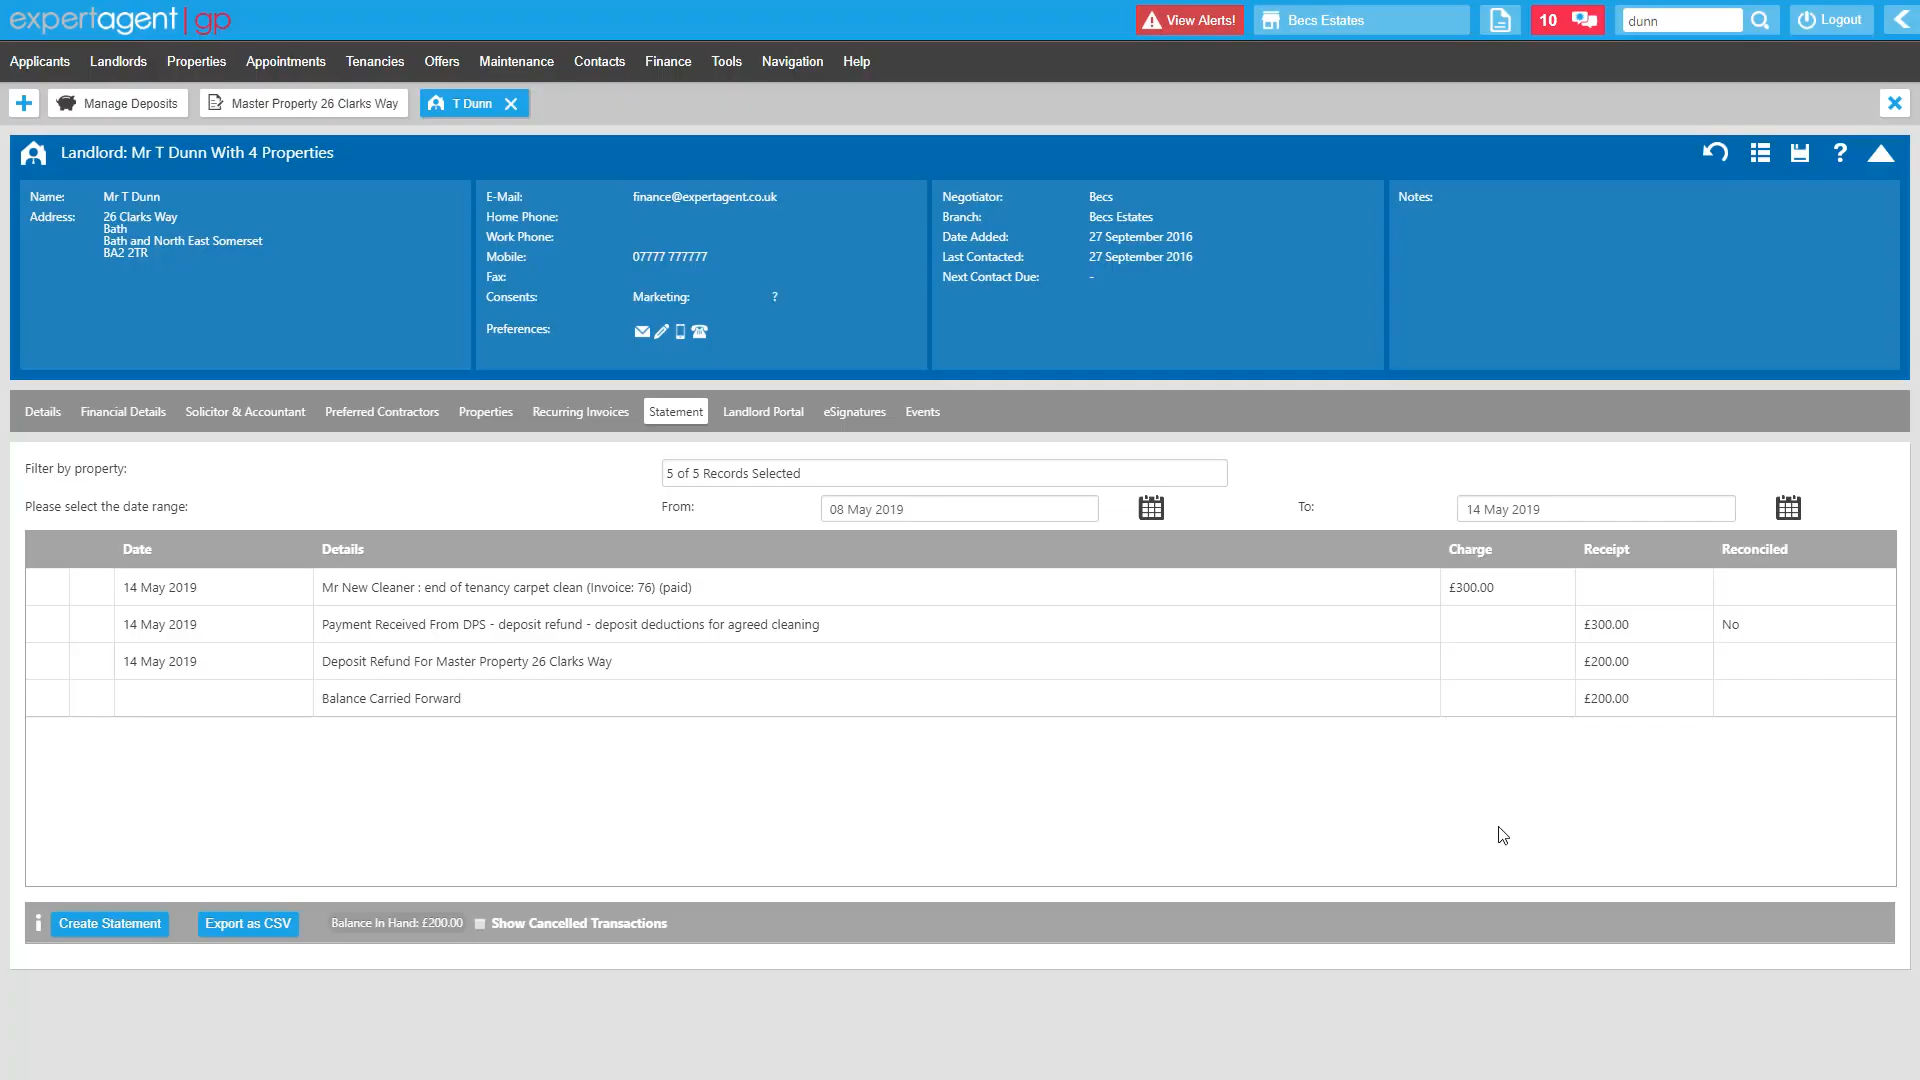 expertagent|gp
View Alerts!
Becs Estates
10
dunn
Logout
Applicants Landlords Properties Appointments Tenancies Offers Maintenance Contacts Finance Tools Navigation Help
Manage Deposits
Master Property 26 Clarks Way
T Dunn
Landlord: Mr T Dunn With 4 Properties
?
Name: Mr T Dunn
Address: 26 Clarks Way
Bath
Bath and North East Somerset
BA2 2TR
E-Mail: finance@expertagent.co.uk
Home Phone:
Work Phone:
Mobile: 07777 777777
Fax:
Consents: Marketing: ?
Preferences:
Negotiator: Becs
Branch: Becs Estates
Date Added: 27 September 2016
Last Contacted: 27 September 2016
Next Contact Due: -
Notes:
Details Financial Details Solicitor & Accountant Preferred Contractors Properties Recurring Invoices Statement Landlord Portal eSignatures Events
Filter by property: 5 of 5 Records Selected
Please select the date range: From: 08 May 2019 To: 14 May 2019
Date Details Charge Receipt Reconciled
14 May 2019 Mr New Cleaner : end of tenancy carpet clean (Invoice: 76) (paid) £300.00
14 May 2019 Payment Received From DPS - deposit refund - deposit deductions for agreed cleaning £300.00 No
14 May 2019 Deposit Refund For Master Property 26 Clarks Way £200.00
Balance Carried Forward £200.00
i Create Statement Export as CSV Balance In Hand: £200.00 Show Cancelled Transactions